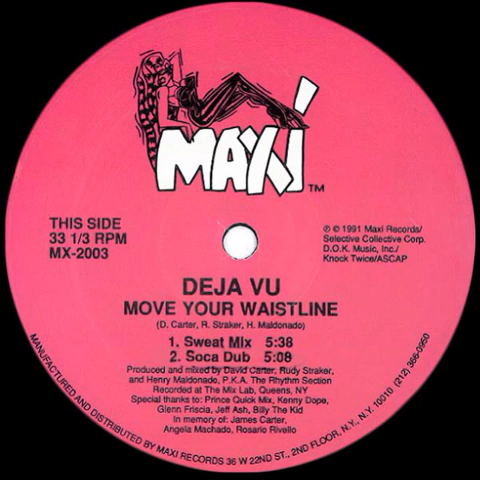 MAXI
TM
THIS SIDE
33 1/3 RPM
MX-2003
℗ © 1991 Maxi Records/
Selective Collective Corp.
D.O.K. Music, Inc./
Knock Twice/ASCAP
DEJA VU
MOVE YOUR WAISTLINE
(D. Carter, R. Straker, H. Maldonado)
1. Sweat Mix 5:38
2. Soca Dub 5:08
Produced and mixed by David Carter, Rudy Straker,
and Henry Maldonado, P.K.A. The Rhythm Section
Recorded at The Mix Lab, Queens, NY
Special thanks to: Prince Quick Mix, Kenny Dope,
Glenn Friscia, Jeff Ash, Billy The Kid
In memory of: James Carter,
Angela Machado, Rosario Rivello
MANUFACTURED AND DISTRIBUTED BY MAXI RECORDS 36 W 22ND ST., 2ND FLOOR, N.Y., N.Y. 10010 (212) 366-0950